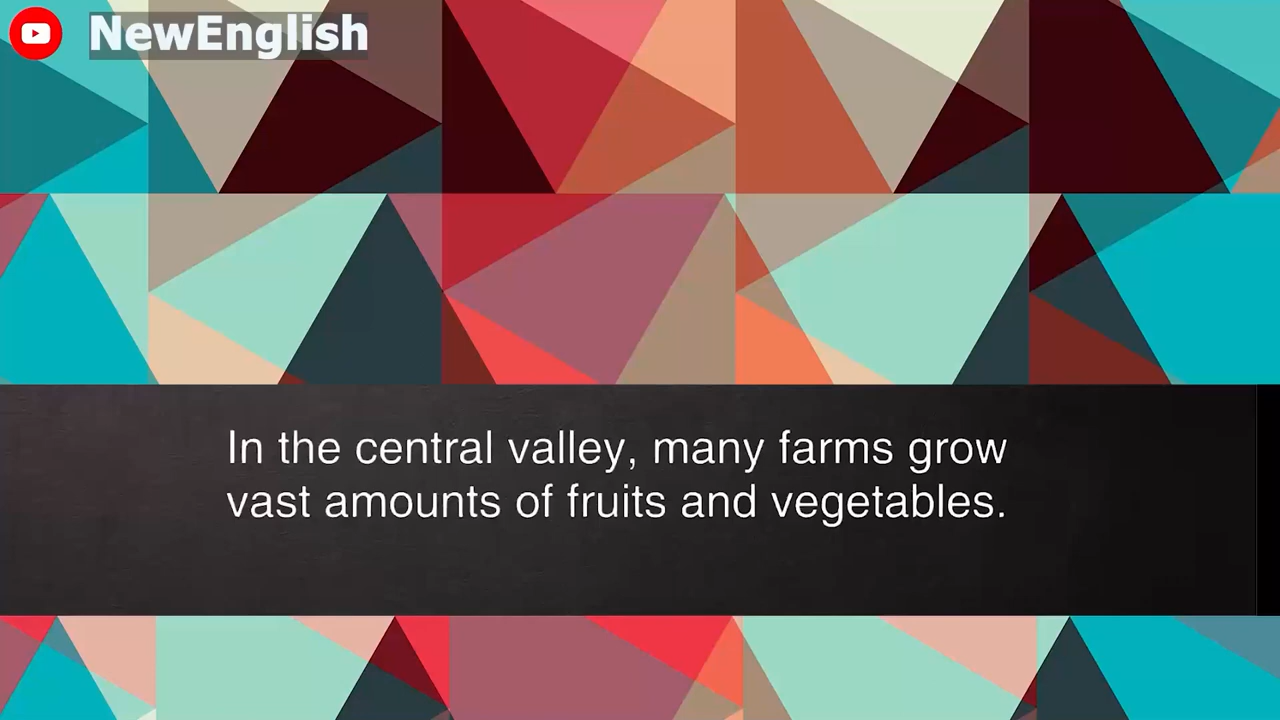 NewEnglish
In the central valley, many farms grow
vast amounts of fruits and vegetables.